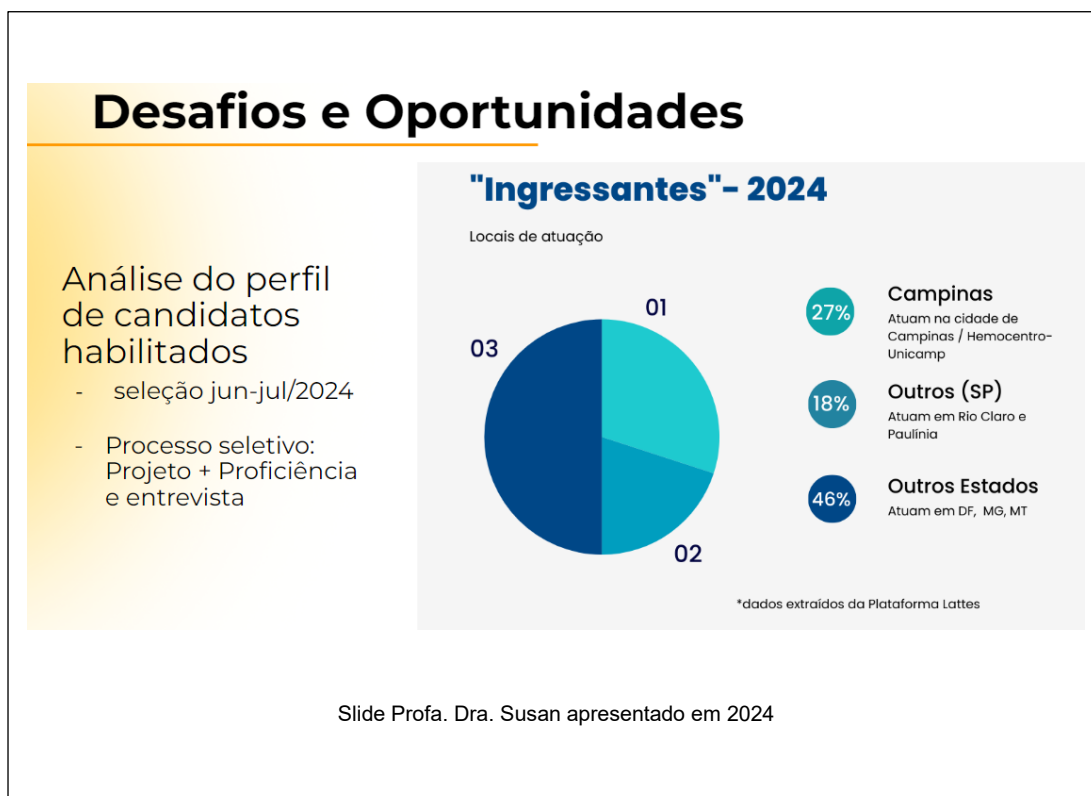 Desafios e Oportunidades
Análise do perfil
de candidatos
habilitados
- seleção jun-jul/2024
- Processo seletivo:
Projeto + Proficiência
e entrevista
"Ingressantes"- 2024
Locais de atuação
01
03
02
27%
Campinas
Atuam na cidade de
Campinas / Hemocentro-
Unicamp
18%
Outros (SP)
Atuam em Rio Claro e
Paulínia
46%
Outros Estados
Atuam em DF, MG, MT
*dados extraídos da Plataforma Lattes
Slide Profa. Dra. Susan apresentado em 2024